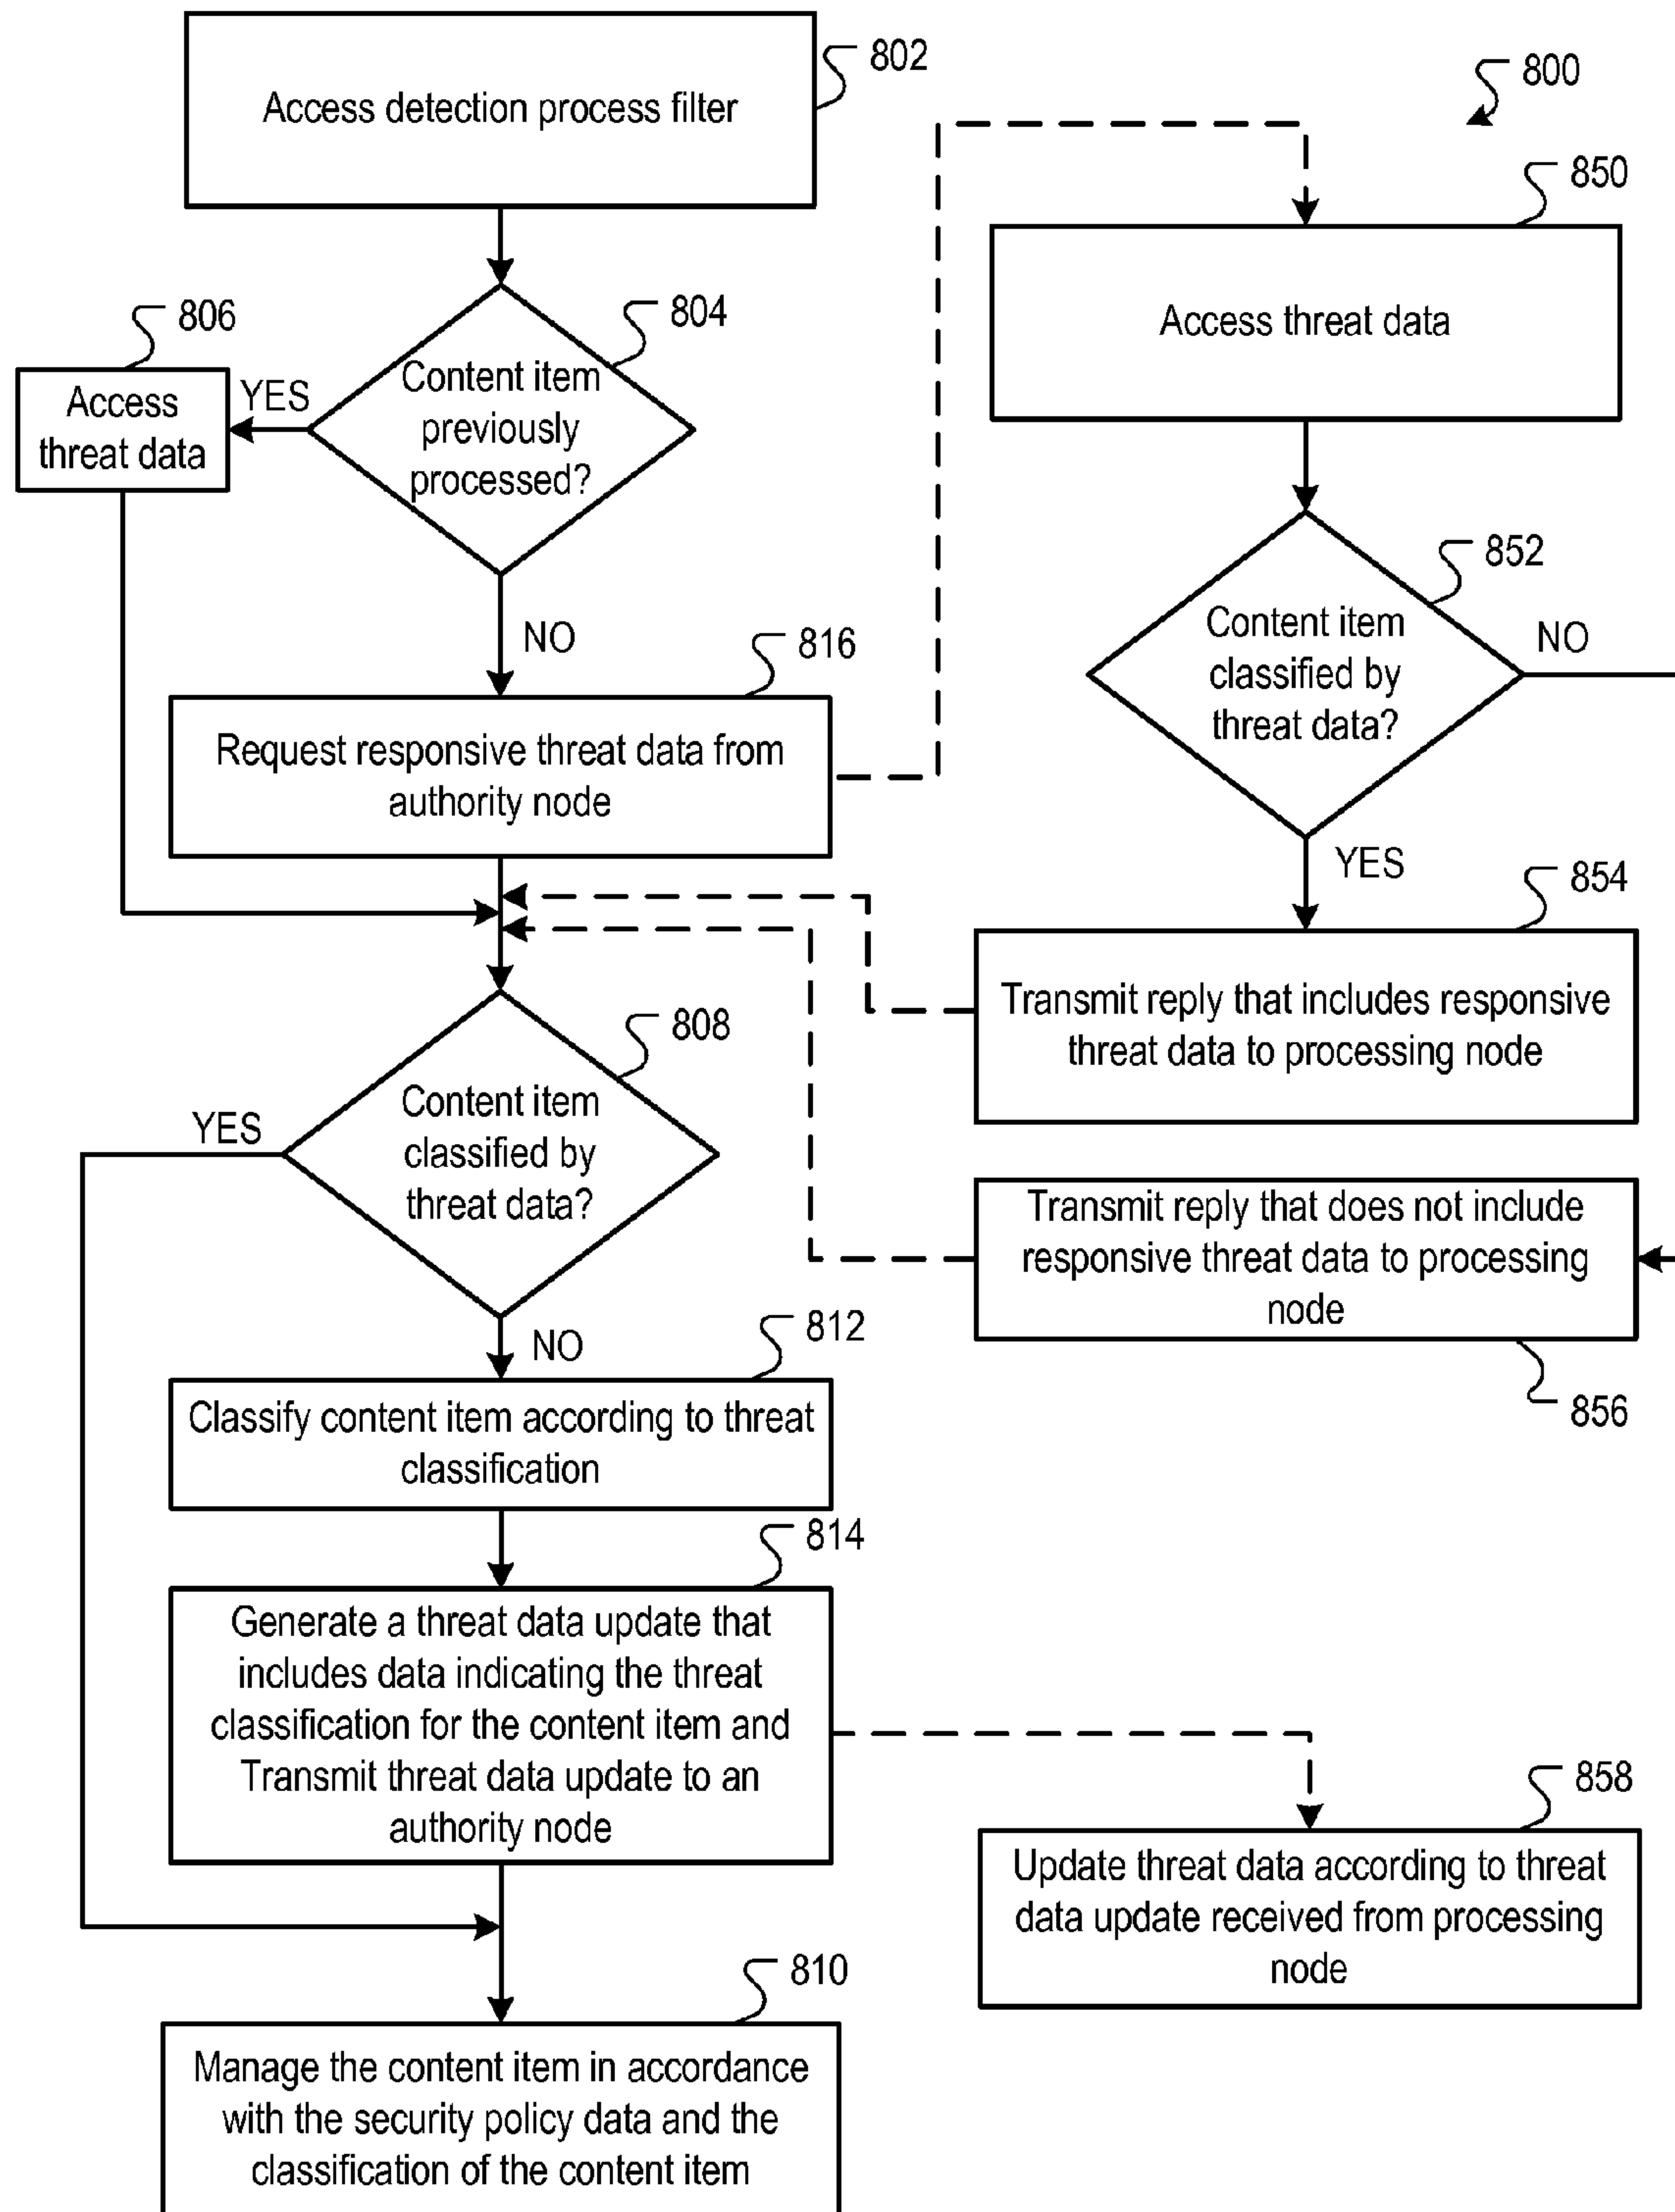 802
Access detection process filter
800
850
Access threat data
806
804
YES
Access
threat data
Content item
previously
processed?
852
Content item
classified by
threat data?
NO
NO
816
Request responsive threat data from
authority node
YES
854
Transmit reply that includes responsive
threat data to processing node
808
YES
Content item
classified by
threat data?
Transmit reply that does not include
responsive threat data to processing
node
856
NO
812
Classify content item according to threat
classification
814
Generate a threat data update that
includes data indicating the threat
classification for the content item and
Transmit threat data update to an
authority node
858
Update threat data according to threat
data update received from processing
node
810
Manage the content item in accordance
with the security policy data and the
classification of the content item